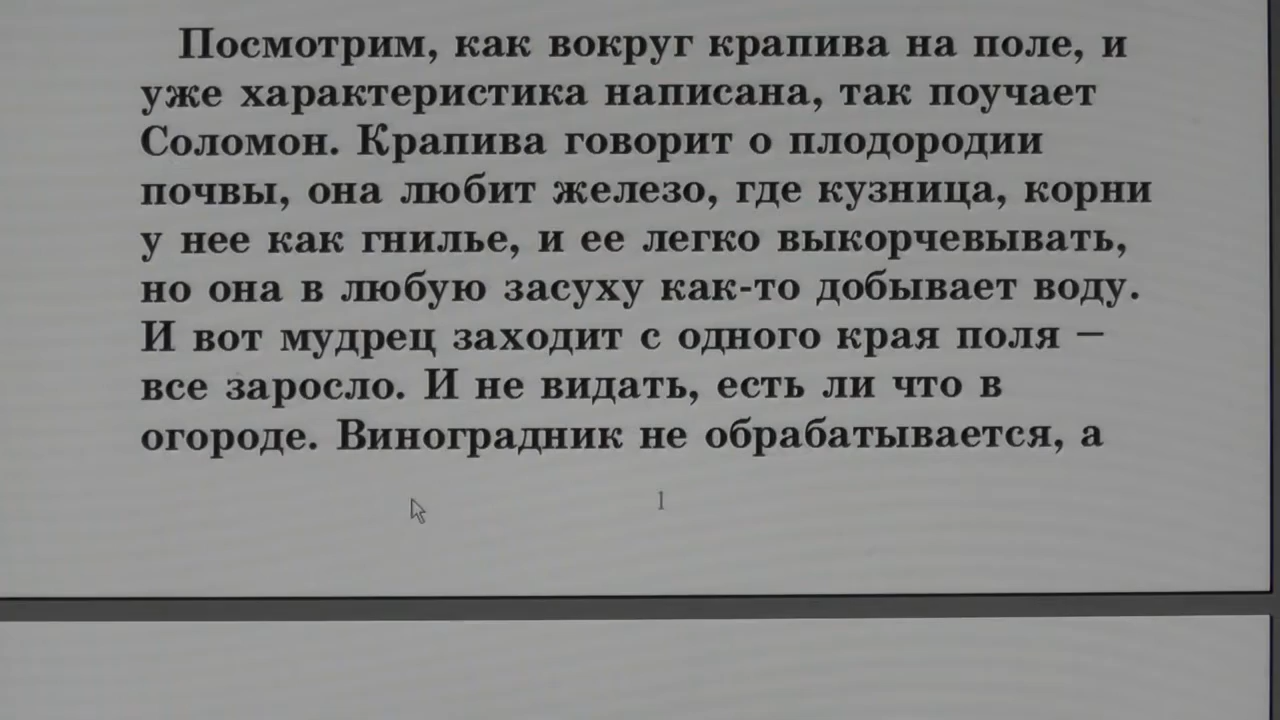 Посмотрим, как вокруг крапива на поле, и
уже характеристика написана, так поучает
Соломон. Крапива говорит о плодородии
почвы, она любит железо, где кузница, корни
у нее как гнилье, и ее легко выкорчевывать,
но она в любую засуху как-то добывает воду.
И вот мудрец заходит с одного края поля –
все заросло. И не видать, есть ли что в
огороде. Виноградник не обрабатывается, а
1